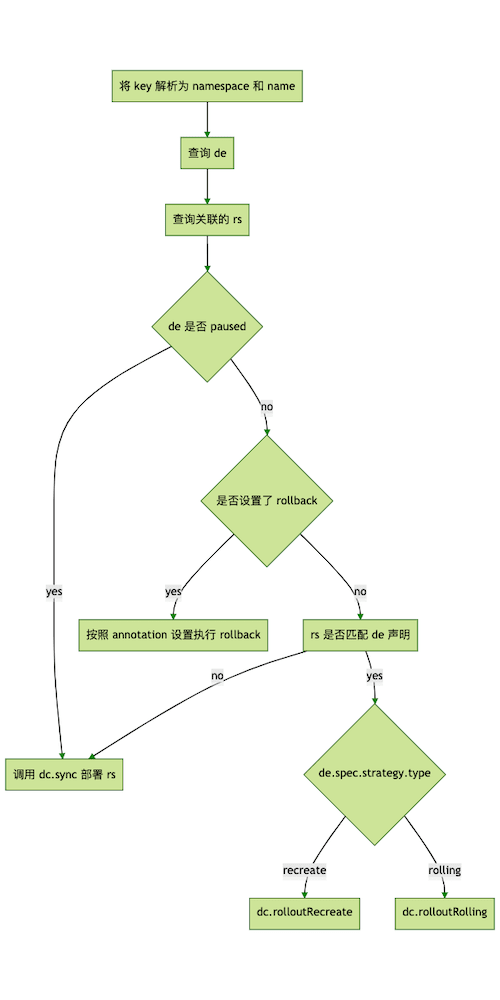 将 key 解析为 namespace 和 name
查询 de
查询关联的 rs
de 是否 paused
no
是否设置了 rollback
yes
yes
no
按照 annotation 设置执行 rollback
rs 是否匹配 de 声明
no
yes
调用 dc.sync 部署 rs
de.spec.strategy.type
recreate
rolling
dc.rolloutRecreate
dc.rolloutRolling